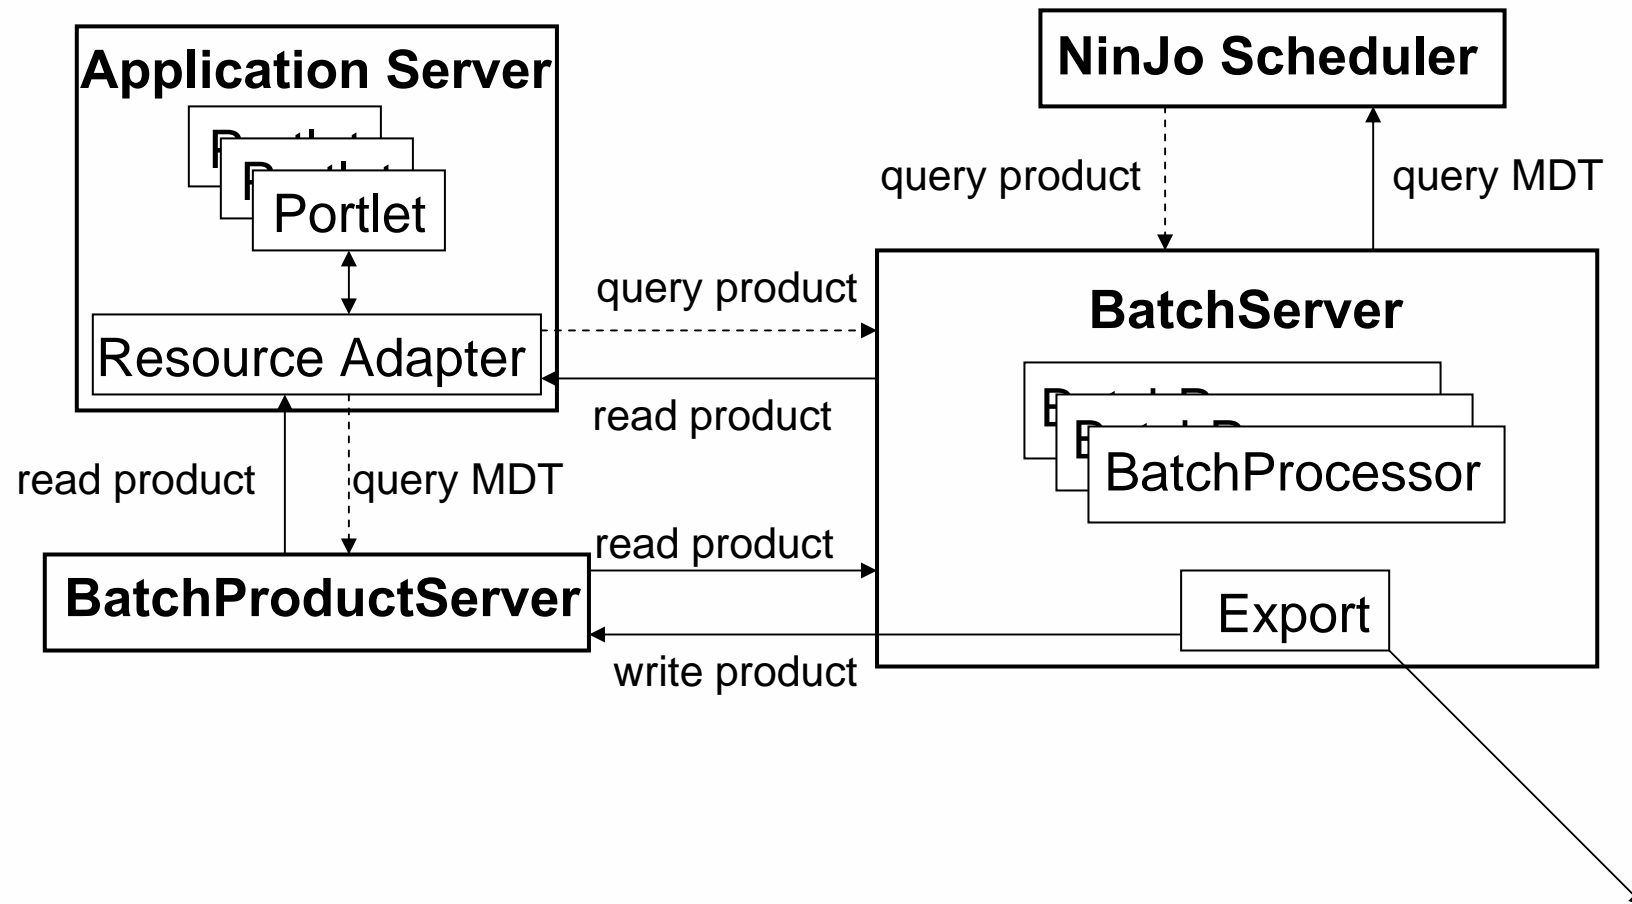 Application Server
NinJo Scheduler
Portlet
query product
query MDT
query product
BatchServer
Resource Adapter
read product
BatchProcessor
read product
query MDT
read product
BatchProductServer
Export
write product